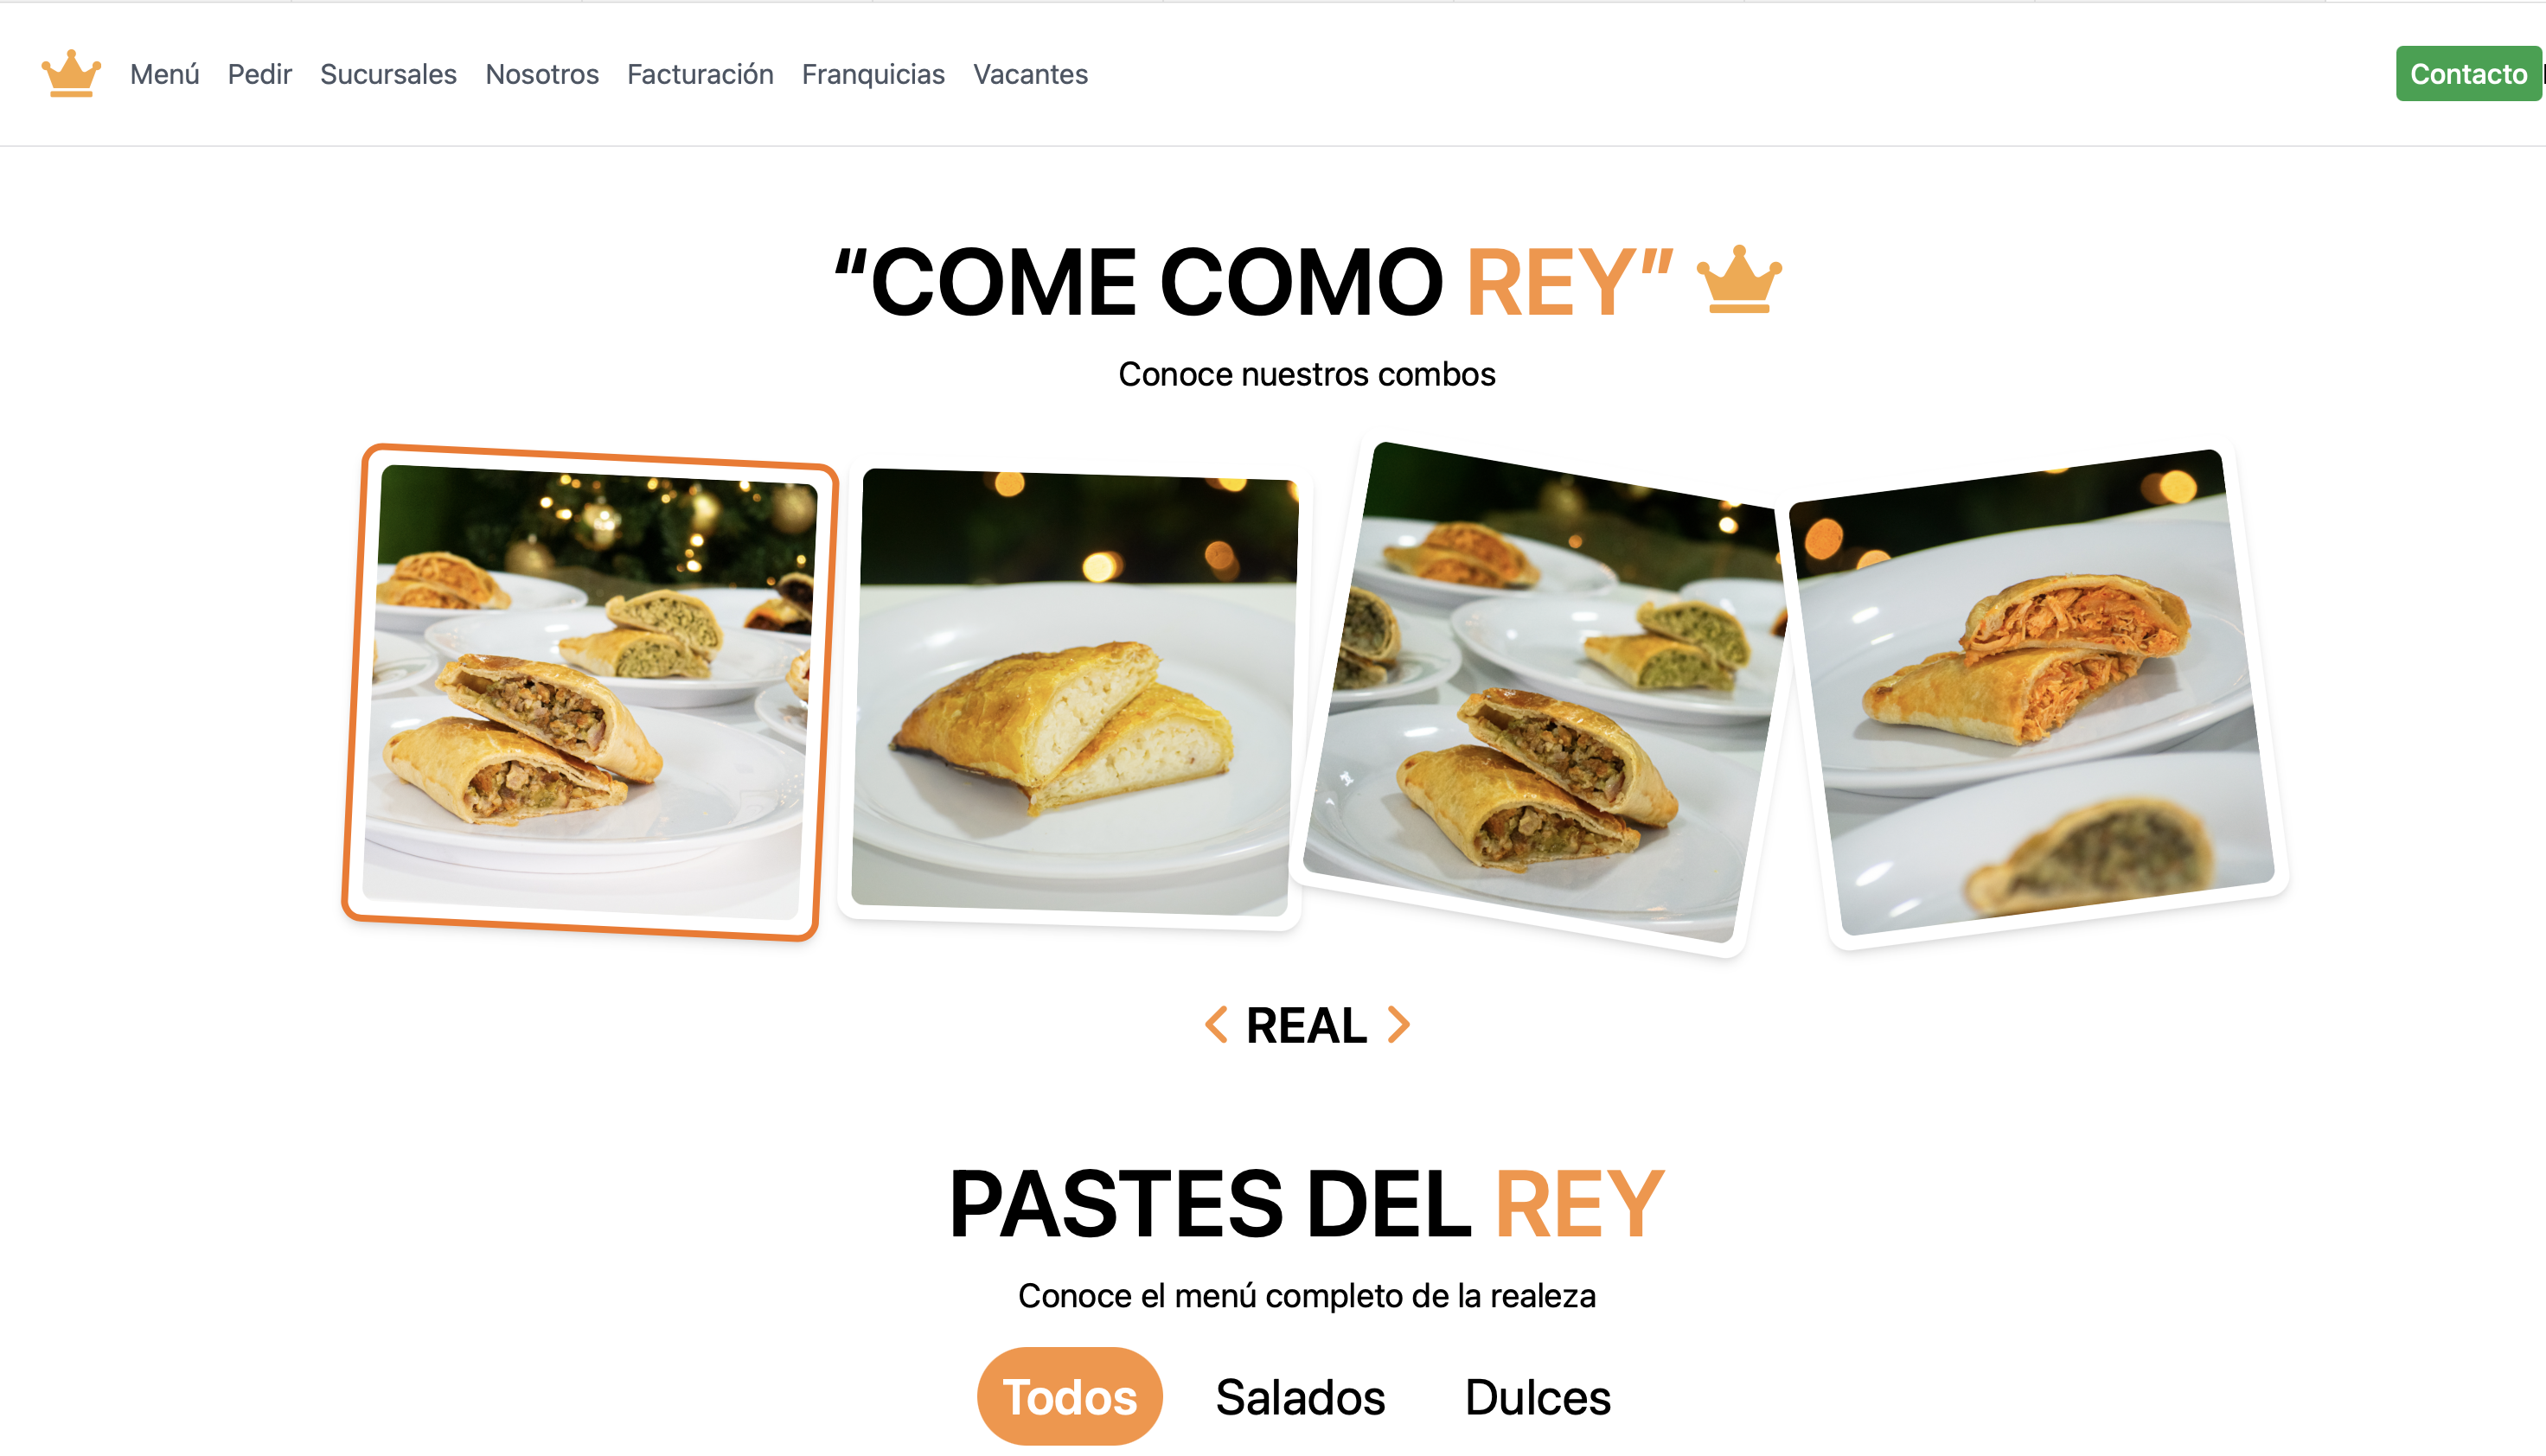 Menú Pedir Sucursales Nosotros Facturación Franquicias Vacantes Contacto
“COME COMO REY”
Conoce nuestros combos
REAL
PASTES DEL REY
Conoce el menú completo de la realeza
Todos Salados Dulces